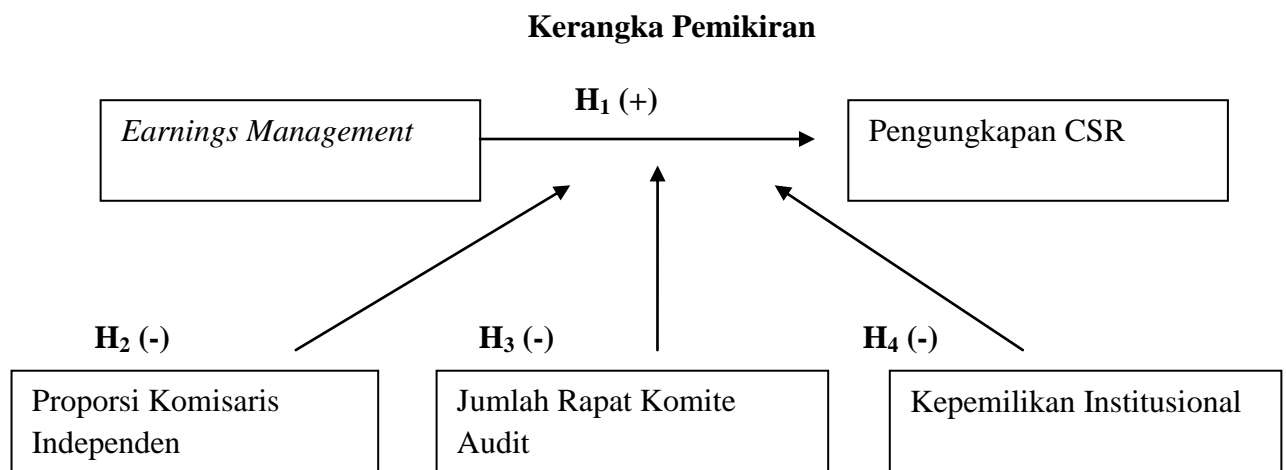 Kerangka Pemikiran
H₁ (+)
Earnings Management
Pengungkapan CSR
H₂ (-)
H₃ (-)
H₄ (-)
Proporsi Komisaris
Independen
Jumlah Rapat Komite
Audit
Kepemilikan Institusional